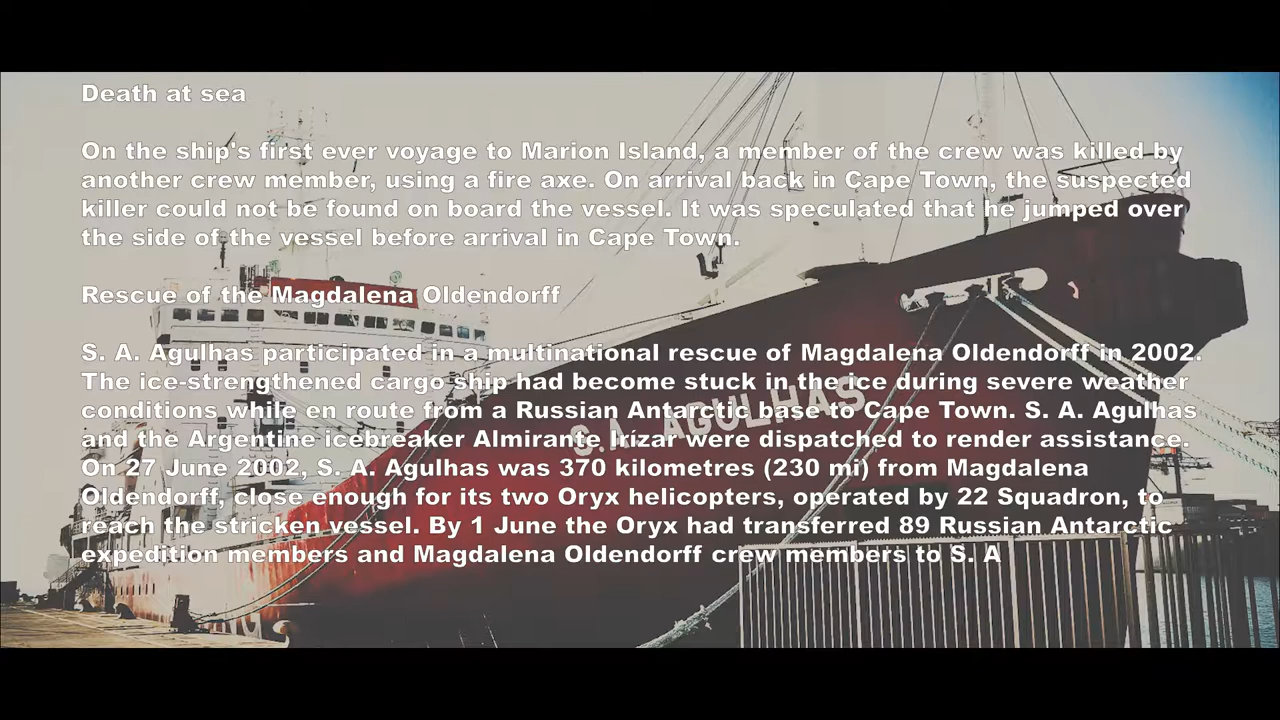 Death at sea
On the ship's first ever voyage to Marion Island, a member of the crew was killed by
another crew member, using a fire axe. On arrival back in Cape Town, the suspected
killer could not be found on board the vessel. It was speculated that he jumped over
the side of the vessel before arrival in Cape Town.
Rescue of the Magdalena Oldendorff
S. A. Agulhas participated in a multinational rescue of Magdalena Oldendorff in 2002.
The ice-strengthened cargo ship had become stuck in the ice during severe weather
conditions while en route from a Russian Antarctic base to Cape Town. S. A. Agulhas
and the Argentine icebreaker Almirante Irízar were dispatched to render assistance.
On 27 June 2002, S. A. Agulhas was 370 kilometres (230 mi) from Magdalena
Oldendorff, close enough for its two Oryx helicopters, operated by 22 Squadron, to
reach the stricken vessel. By 1 June the Oryx had transferred 89 Russian Antarctic
expedition members and Magdalena Oldendorff crew members to S. A
S.A. AGULHAS